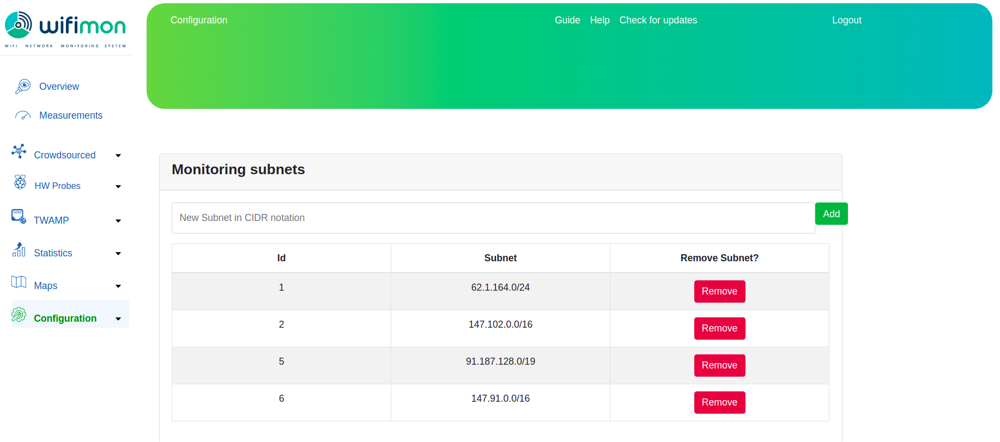 wifimon
WIFI NETWORK MONITORING SYSTEM
Configuration
Guide Help Check for updates
Logout
Overview
Measurements
Crowdsourced
HW Probes
TWAMP
Statistics
Maps
Configuration
Monitoring subnets
New Subnet in CIDR notation
Add
Id Subnet Remove Subnet?
1 62.1.164.0/24 Remove
2 147.102.0.0/16 Remove
5 91.187.128.0/19 Remove
6 147.91.0.0/16 Remove